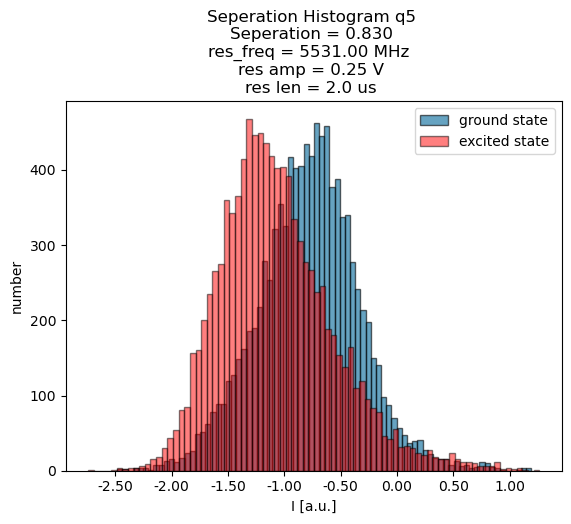 Seperation Histogram q5
Seperation = 0.830
res_freq = 5531.00 MHz
res amp = 0.25 V
res len = 2.0 us
ground state
excited state
400
300
200
100
0
number
-2.50
-2.00
-1.50
-1.00
-0.50
0.00
0.50
1.00
I [a.u.]